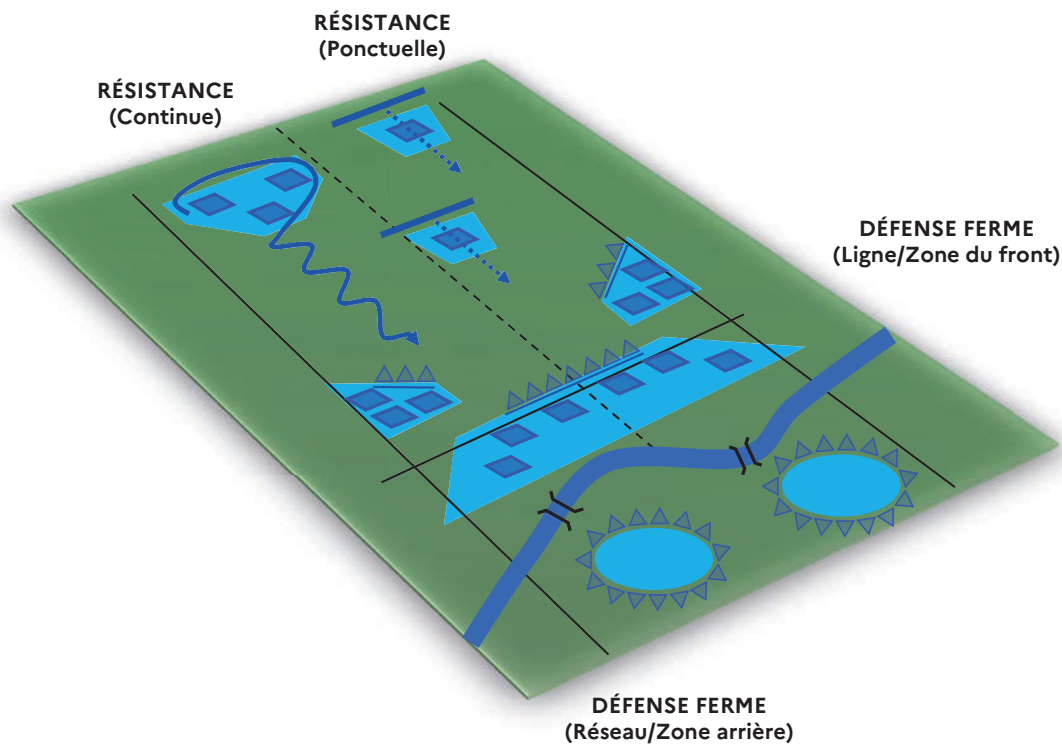 RÉSISTANCE
(Ponctuelle)
RÉSISTANCE
(Continue)
DÉFENSE FERME
(Ligne/Zone du front)
DÉFENSE FERME
(Réseau/Zone arrière)